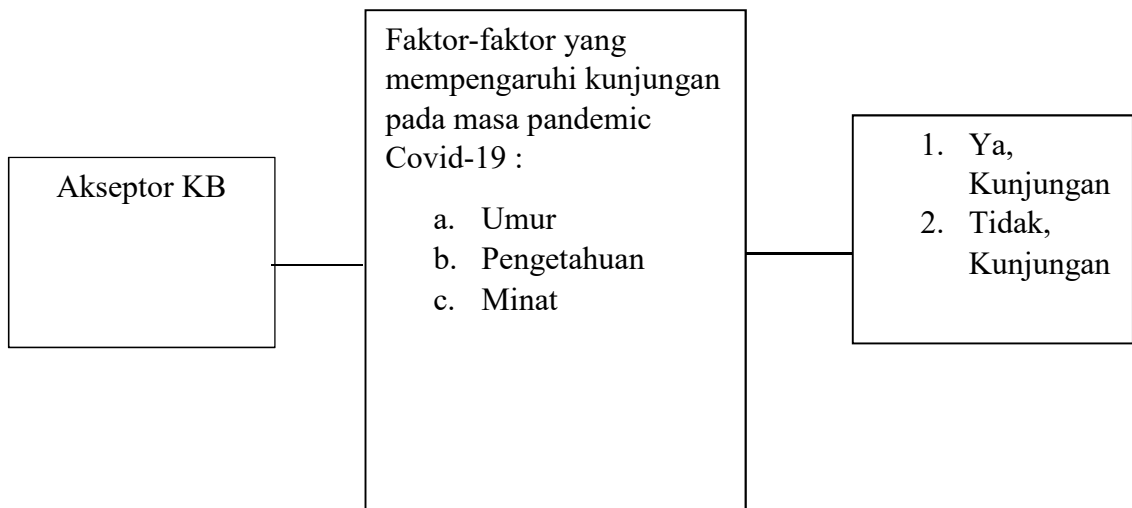 Akseptor KB
Faktor-faktor yang
mempengaruhi kunjungan
pada masa pandemic
Covid-19 :
a. Umur
b. Pengetahuan
c. Minat
1. Ya,
Kunjungan
2. Tidak,
Kunjungan